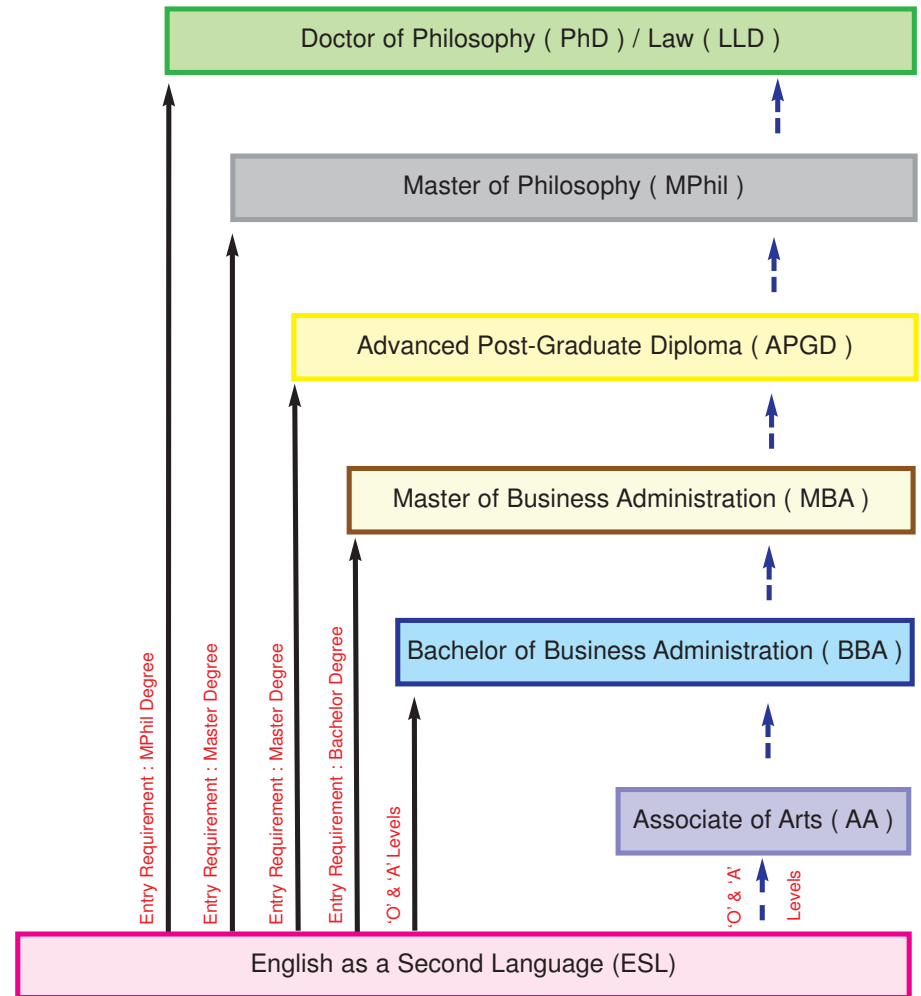 Doctor of Philosophy ( PhD ) / Law ( LLD )
Master of Philosophy ( MPhil )
Advanced Post-Graduate Diploma ( APGD )
Master of Business Administration ( MBA )
Bachelor of Business Administration ( BBA )
Associate of Arts ( AA )
Entry Requirement : MPhil Degree
Entry Requirement : Master Degree
Entry Requirement : Master Degree
Entry Requirement : Bachelor Degree
‘O’ & ‘A’ Levels
‘O’ & ‘A’
Levels
English as a Second Language (ESL)